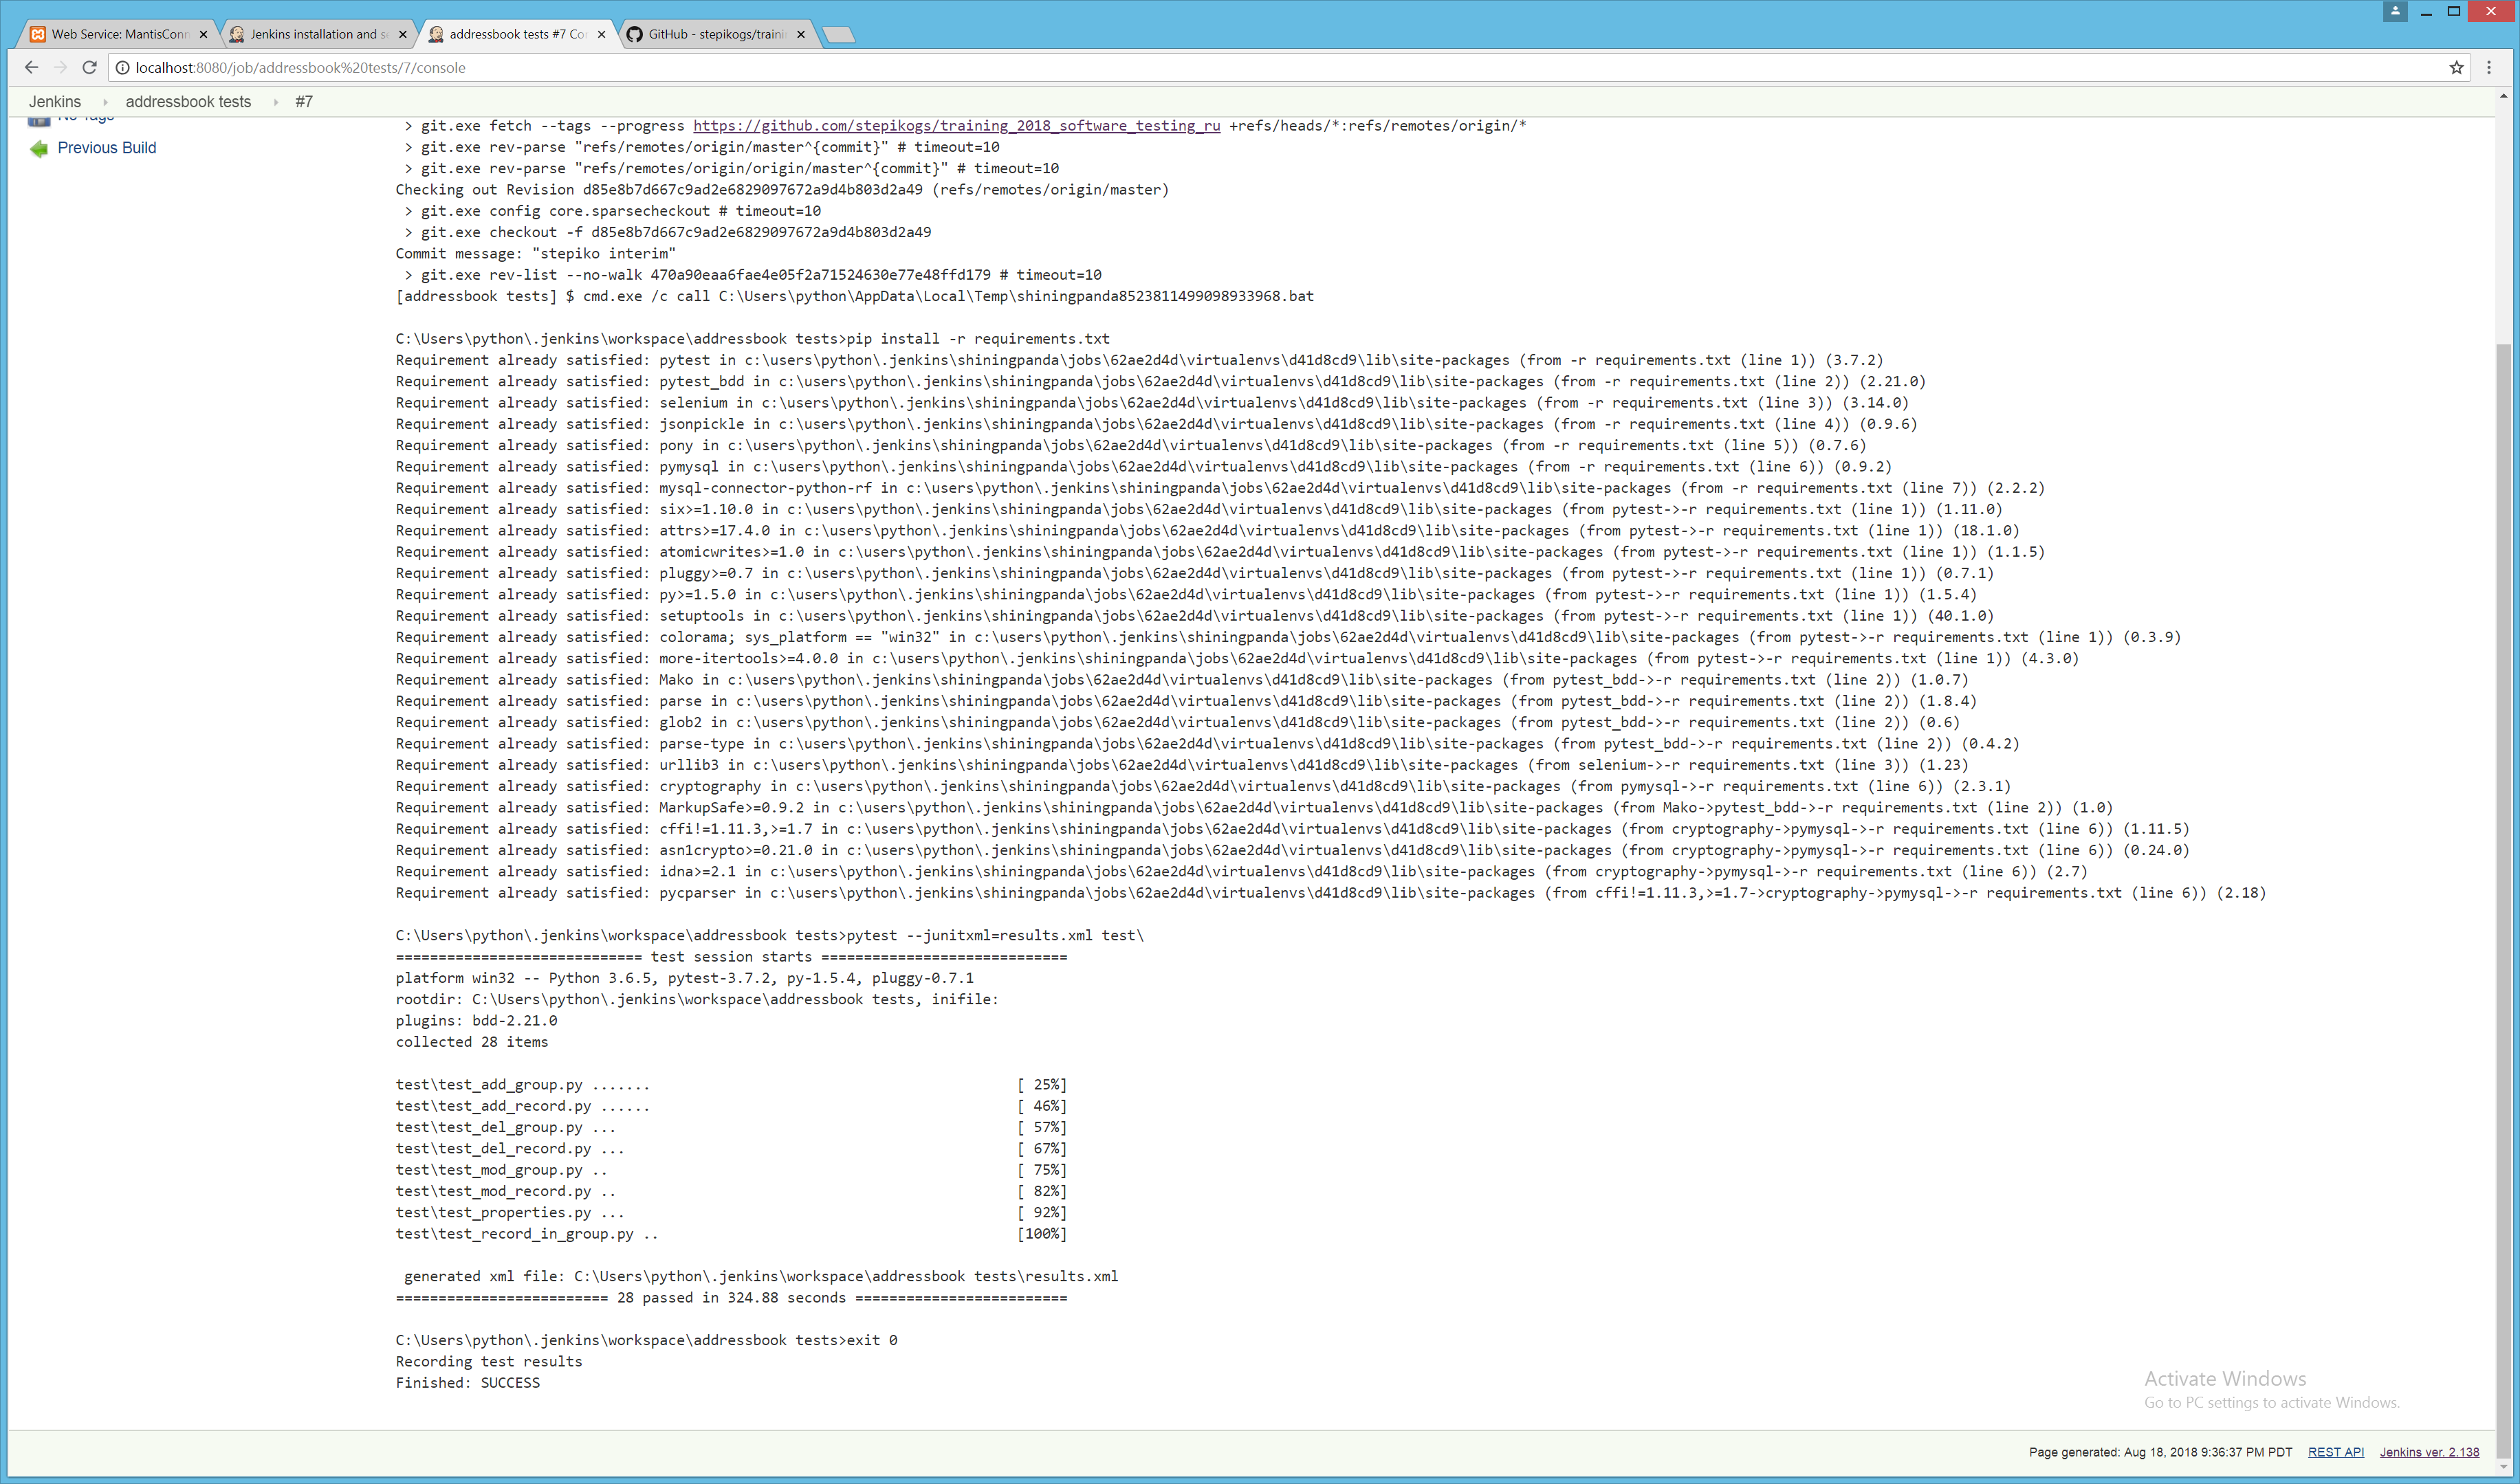 Web Service: MantisConn
Jenkins installation and se
addressbook tests #7 Co
GitHub - stepikogs/traini
localhost:8080/job/addressbook%20tests/7/console
Jenkins
addressbook tests
#7
No Tags
Previous Build
> git.exe fetch --tags --progress https://github.com/stepikogs/training_2018_software_testing_ru +refs/heads/*:refs/remotes/origin/*
> git.exe rev-parse "refs/remotes/origin/master^{commit}" # timeout=10
> git.exe rev-parse "refs/remotes/origin/origin/master^{commit}" # timeout=10
Checking out Revision d85e8b7d667c9ad2e6829097672a9d4b803d2a49 (refs/remotes/origin/master)
> git.exe config core.sparsecheckout # timeout=10
> git.exe checkout -f d85e8b7d667c9ad2e6829097672a9d4b803d2a49
Commit message: "stepiko interim"
> git.exe rev-list --no-walk 470a90eaa6fae4e05f2a71524630e77e48ffd179 # timeout=10
[addressbook tests] $ cmd.exe /c call C:\Users\python\AppData\Local\Temp\shiningpanda8523811499098933968.bat
C:\Users\python\.jenkins\workspace\addressbook tests>pip install -r requirements.txt
Requirement already satisfied: pytest in c:\users\python\.jenkins\shiningpanda\jobs\62ae2d4d\virtualenvs\d41d8cd9\lib\site-packages (from -r requirements.txt (line 1)) (3.7.2)
Requirement already satisfied: pytest_bdd in c:\users\python\.jenkins\shiningpanda\jobs\62ae2d4d\virtualenvs\d41d8cd9\lib\site-packages (from -r requirements.txt (line 2)) (2.21.0)
Requirement already satisfied: selenium in c:\users\python\.jenkins\shiningpanda\jobs\62ae2d4d\virtualenvs\d41d8cd9\lib\site-packages (from -r requirements.txt (line 3)) (3.14.0)
Requirement already satisfied: jsonpickle in c:\users\python\.jenkins\shiningpanda\jobs\62ae2d4d\virtualenvs\d41d8cd9\lib\site-packages (from -r requirements.txt (line 4)) (0.9.6)
Requirement already satisfied: pony in c:\users\python\.jenkins\shiningpanda\jobs\62ae2d4d\virtualenvs\d41d8cd9\lib\site-packages (from -r requirements.txt (line 5)) (0.7.6)
Requirement already satisfied: pymysql in c:\users\python\.jenkins\shiningpanda\jobs\62ae2d4d\virtualenvs\d41d8cd9\lib\site-packages (from -r requirements.txt (line 6)) (0.9.2)
Requirement already satisfied: mysql-connector-python-rf in c:\users\python\.jenkins\shiningpanda\jobs\62ae2d4d\virtualenvs\d41d8cd9\lib\site-packages (from -r requirements.txt (line 7)) (2.2.2)
Requirement already satisfied: six>=1.10.0 in c:\users\python\.jenkins\shiningpanda\jobs\62ae2d4d\virtualenvs\d41d8cd9\lib\site-packages (from pytest->-r requirements.txt (line 1)) (1.11.0)
Requirement already satisfied: attrs>=17.4.0 in c:\users\python\.jenkins\shiningpanda\jobs\62ae2d4d\virtualenvs\d41d8cd9\lib\site-packages (from pytest->-r requirements.txt (line 1)) (18.1.0)
Requirement already satisfied: atomicwrites>=1.0 in c:\users\python\.jenkins\shiningpanda\jobs\62ae2d4d\virtualenvs\d41d8cd9\lib\site-packages (from pytest->-r requirements.txt (line 1)) (1.1.5)
Requirement already satisfied: pluggy>=0.7 in c:\users\python\.jenkins\shiningpanda\jobs\62ae2d4d\virtualenvs\d41d8cd9\lib\site-packages (from pytest->-r requirements.txt (line 1)) (0.7.1)
Requirement already satisfied: py>=1.5.0 in c:\users\python\.jenkins\shiningpanda\jobs\62ae2d4d\virtualenvs\d41d8cd9\lib\site-packages (from pytest->-r requirements.txt (line 1)) (1.5.4)
Requirement already satisfied: setuptools in c:\users\python\.jenkins\shiningpanda\jobs\62ae2d4d\virtualenvs\d41d8cd9\lib\site-packages (from pytest->-r requirements.txt (line 1)) (40.1.0)
Requirement already satisfied: colorama; sys_platform == "win32" in c:\users\python\.jenkins\shiningpanda\jobs\62ae2d4d\virtualenvs\d41d8cd9\lib\site-packages (from pytest->-r requirements.txt (line 1)) (0.3.9)
Requirement already satisfied: more-itertools>=4.0.0 in c:\users\python\.jenkins\shiningpanda\jobs\62ae2d4d\virtualenvs\d41d8cd9\lib\site-packages (from pytest->-r requirements.txt (line 1)) (4.3.0)
Requirement already satisfied: Mako in c:\users\python\.jenkins\shiningpanda\jobs\62ae2d4d\virtualenvs\d41d8cd9\lib\site-packages (from pytest_bdd->-r requirements.txt (line 2)) (1.0.7)
Requirement already satisfied: parse in c:\users\python\.jenkins\shiningpanda\jobs\62ae2d4d\virtualenvs\d41d8cd9\lib\site-packages (from pytest_bdd->-r requirements.txt (line 2)) (1.8.4)
Requirement already satisfied: glob2 in c:\users\python\.jenkins\shiningpanda\jobs\62ae2d4d\virtualenvs\d41d8cd9\lib\site-packages (from pytest_bdd->-r requirements.txt (line 2)) (0.6)
Requirement already satisfied: parse-type in c:\users\python\.jenkins\shiningpanda\jobs\62ae2d4d\virtualenvs\d41d8cd9\lib\site-packages (from pytest_bdd->-r requirements.txt (line 2)) (0.4.2)
Requirement already satisfied: urllib3 in c:\users\python\.jenkins\shiningpanda\jobs\62ae2d4d\virtualenvs\d41d8cd9\lib\site-packages (from selenium->-r requirements.txt (line 3)) (1.23)
Requirement already satisfied: cryptography in c:\users\python\.jenkins\shiningpanda\jobs\62ae2d4d\virtualenvs\d41d8cd9\lib\site-packages (from pymysql->-r requirements.txt (line 6)) (2.3.1)
Requirement already satisfied: MarkupSafe>=0.9.2 in c:\users\python\.jenkins\shiningpanda\jobs\62ae2d4d\virtualenvs\d41d8cd9\lib\site-packages (from Mako->pytest_bdd->-r requirements.txt (line 2)) (1.0)
Requirement already satisfied: cffi!=1.11.3,>=1.7 in c:\users\python\.jenkins\shiningpanda\jobs\62ae2d4d\virtualenvs\d41d8cd9\lib\site-packages (from cryptography->pymysql->-r requirements.txt (line 6)) (1.11.5)
Requirement already satisfied: asn1crypto>=0.21.0 in c:\users\python\.jenkins\shiningpanda\jobs\62ae2d4d\virtualenvs\d41d8cd9\lib\site-packages (from cryptography->pymysql->-r requirements.txt (line 6)) (0.24.0)
Requirement already satisfied: idna>=2.1 in c:\users\python\.jenkins\shiningpanda\jobs\62ae2d4d\virtualenvs\d41d8cd9\lib\site-packages (from cryptography->pymysql->-r requirements.txt (line 6)) (2.7)
Requirement already satisfied: pycparser in c:\users\python\.jenkins\shiningpanda\jobs\62ae2d4d\virtualenvs\d41d8cd9\lib\site-packages (from cffi!=1.11.3,>=1.7->cryptography->pymysql->-r requirements.txt (line 6)) (2.18)
C:\Users\python\.jenkins\workspace\addressbook tests>pytest --junitxml=results.xml test\
============================= test session starts =============================
platform win32 -- Python 3.6.5, pytest-3.7.2, py-1.5.4, pluggy-0.7.1
rootdir: C:\Users\python\.jenkins\workspace\addressbook tests, inifile:
plugins: bdd-2.21.0
collected 28 items
test\test_add_group.py ....... [ 25%]
test\test_add_record.py ...... [ 46%]
test\test_del_group.py ... [ 57%]
test\test_del_record.py ... [ 67%]
test\test_mod_group.py .. [ 75%]
test\test_mod_record.py .. [ 82%]
test\test_properties.py ... [ 92%]
test\test_record_in_group.py .. [100%]
generated xml file: C:\Users\python\.jenkins\workspace\addressbook tests\results.xml
========================= 28 passed in 324.88 seconds =========================
C:\Users\python\.jenkins\workspace\addressbook tests>exit 0
Recording test results
Finished: SUCCESS
Activate Windows
Go to PC settings to activate Windows.
Page generated: Aug 18, 2018 9:36:37 PM PDT
REST API
Jenkins ver. 2.138